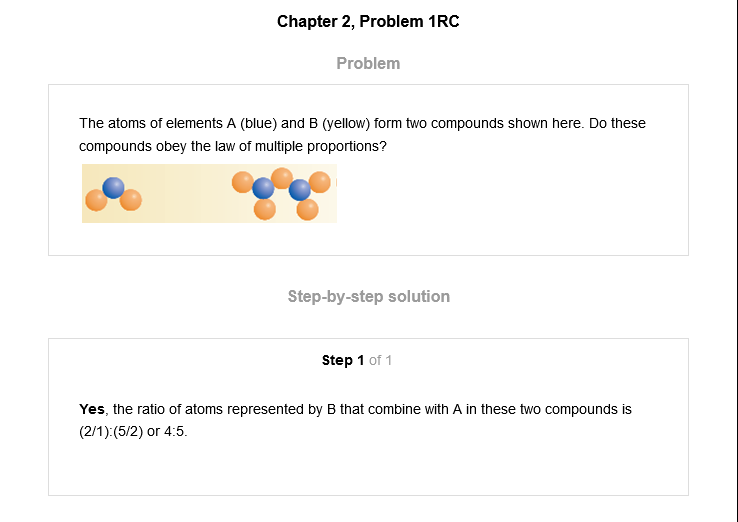 Chapter 2, Problem 1RC
Problem
The atoms of elements A (blue) and B (yellow) form two compounds shown here. Do these
compounds obey the law of multiple proportions?
Step-by-step solution
Step 1 of 1
Yes, the ratio of atoms represented by B that combine with A in these two compounds is
(2/1):(5/2) or 4:5.